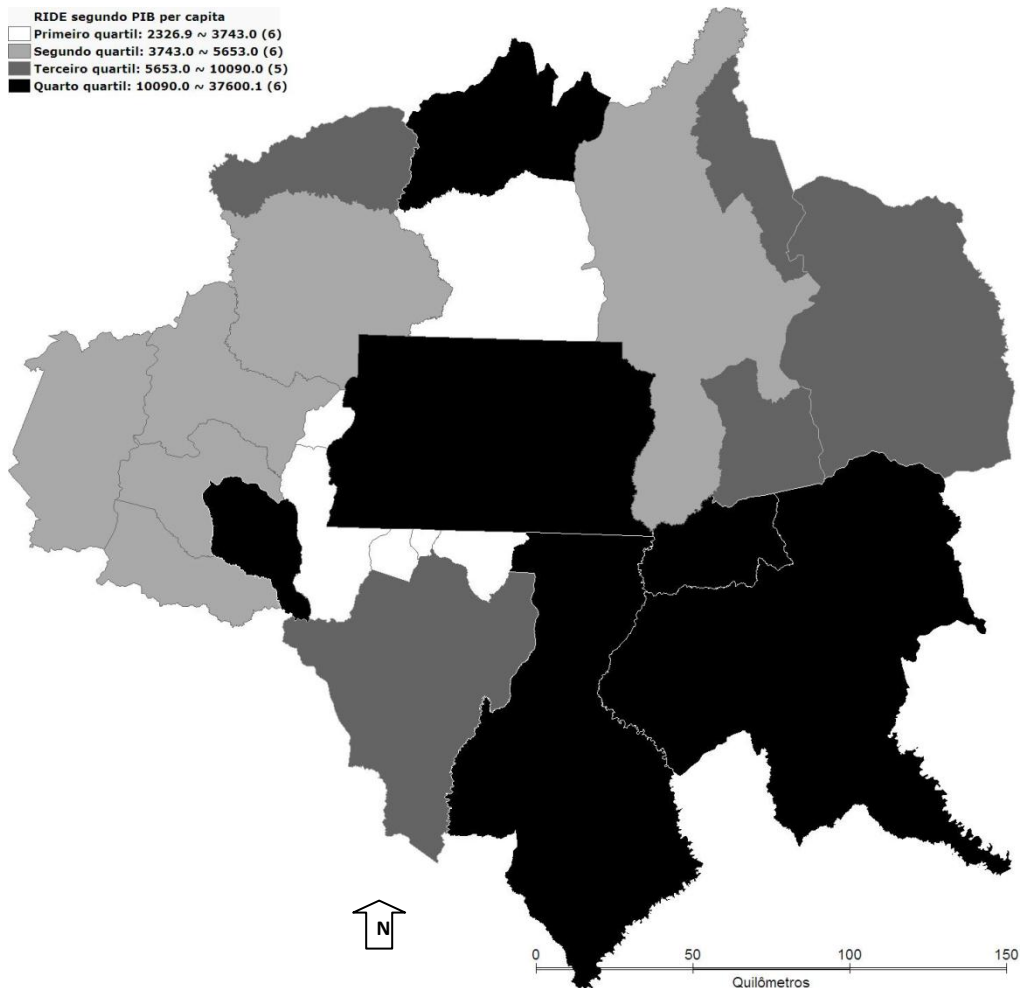 RIDE segundo PIB per capita
Primeiro quartil: 2326.9 ~ 3743.0 (6)
Segundo quartil: 3743.0 ~ 5653.0 (6)
Terceiro quartil: 5653.0 ~ 10090.0 (5)
Quarto quartil: 10090.0 ~ 37600.1 (6)
N
0 50 100 150
Quilômetros